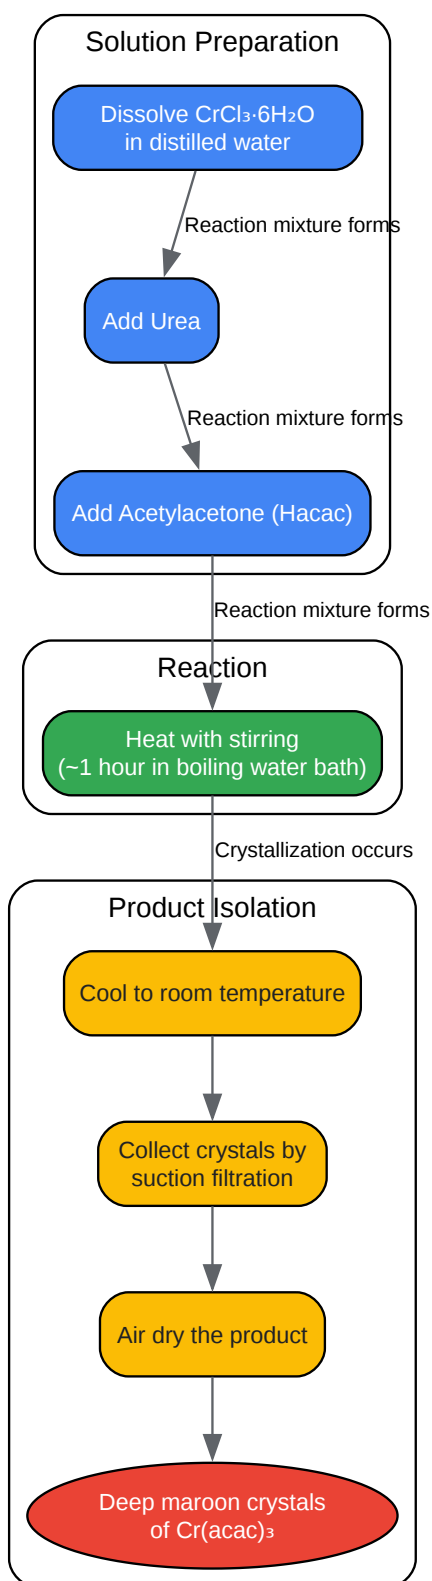 Solution Preparation
Dissolve CrCl₃·6H₂O
in distilled water
Reaction mixture forms
Add Urea
Reaction mixture forms
Add Acetylacetone (Hacac)
Reaction mixture forms
Reaction
Heat with stirring
(~1 hour in boiling water bath)
Crystallization occurs
Product Isolation
Cool to room temperature
Collect crystals by
suction filtration
Air dry the product
Deep maroon crystals
of Cr(acac)₃